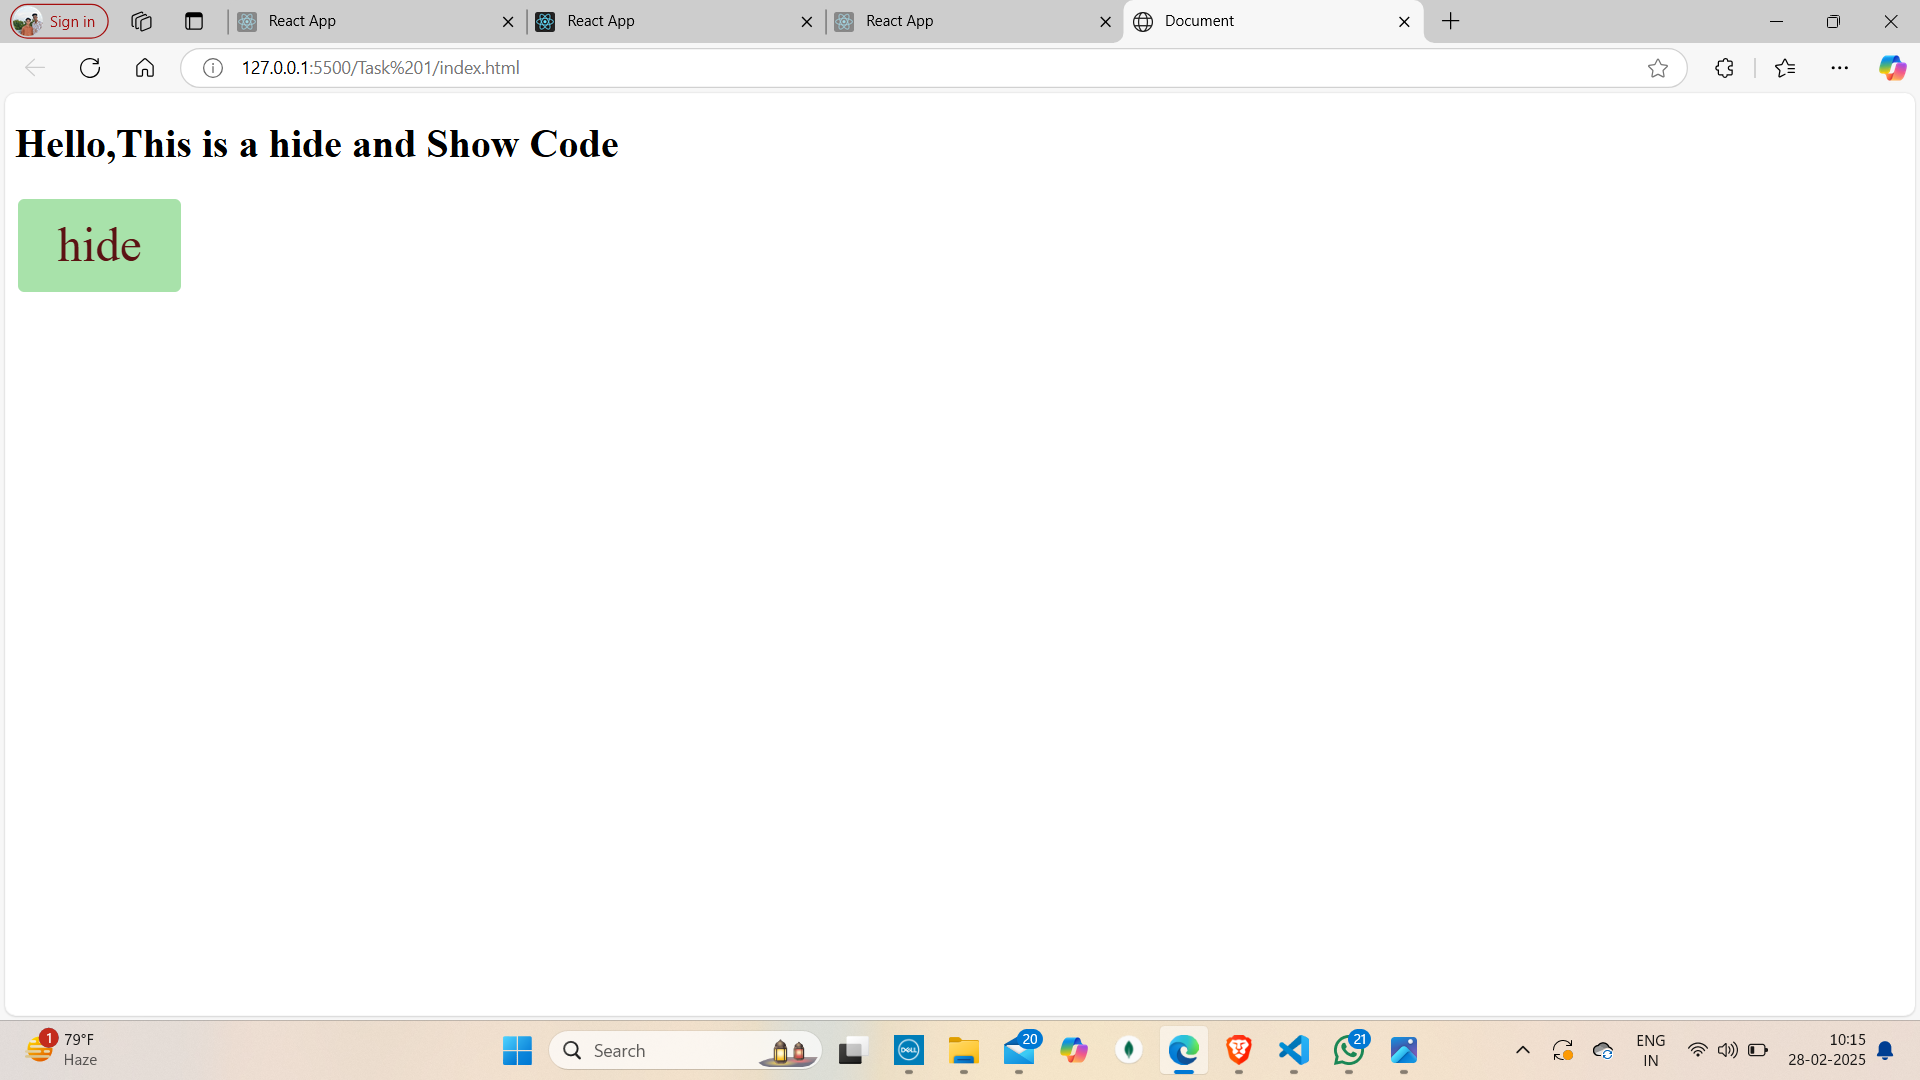 Sign in
React App
React App
React App
Document
127.0.0.1:5500/Task%201/index.html
Hello,This is a hide and Show Code
hide
1
79°F
Haze
Search
DELL
20
21
ENG
IN
10:15
28-02-2025